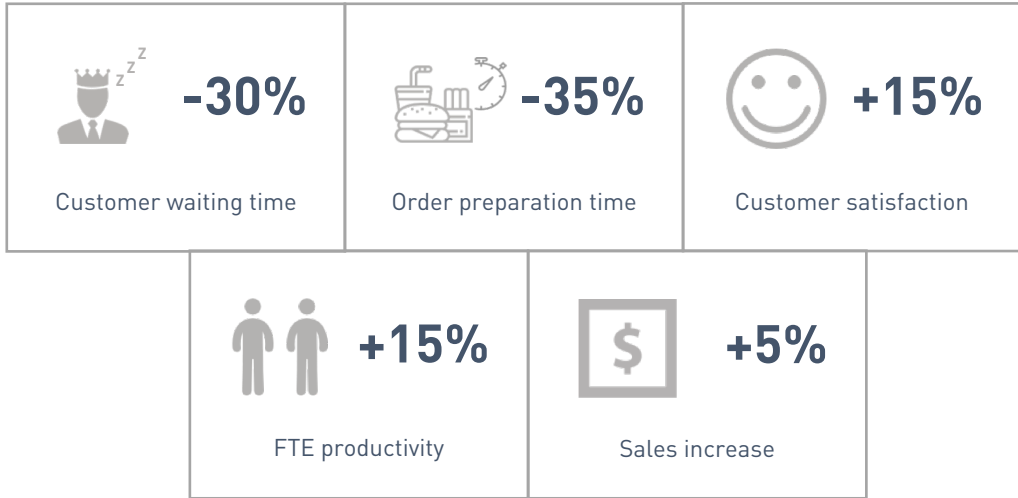 z
z
z
-30%
Customer waiting time
-35%
Order preparation time
+15%
Customer satisfaction
+15%
FTE productivity
$
+5%
Sales increase